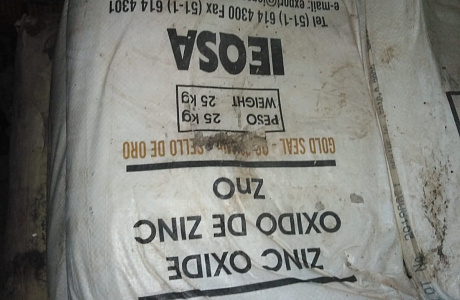 ZINC OXIDE
OXIDO DE ZINC
ZnO
GOLD SEAL - SELLO DE ORO
PESO 25 kg
WEIGHT 25 kg
IEQSA
Tel (51-1) 614 4300 Fax (51-1) 614 4301
e-mail: